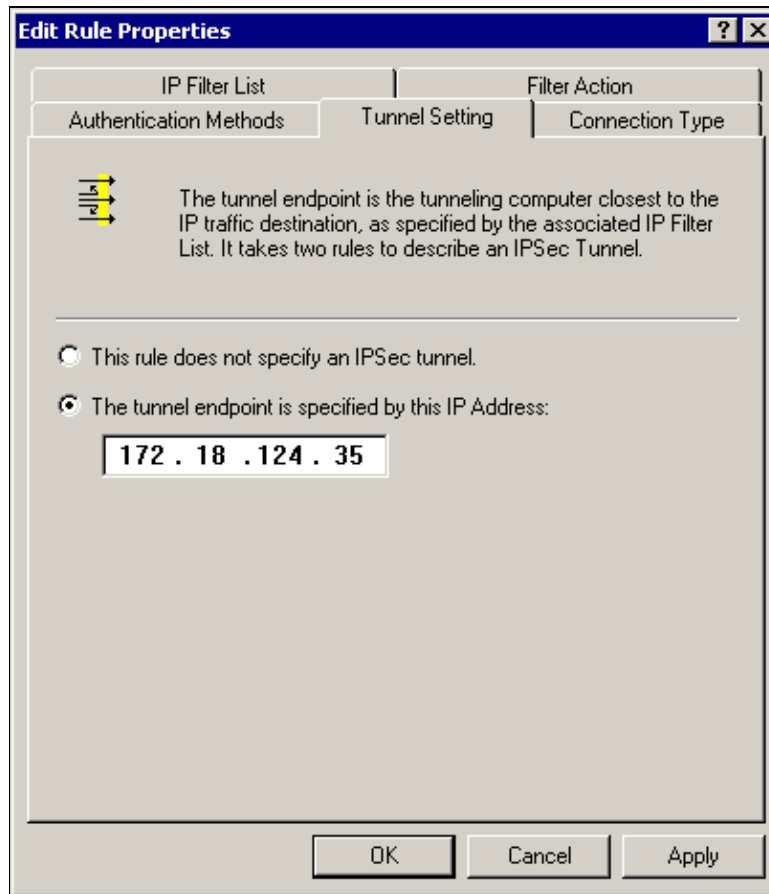 Edit Rule Properties
IP Filter List
Filter Action
Authentication Methods
Tunnel Setting
Connection Type
The tunnel endpoint is the tunneling computer closest to the
IP traffic destination, as specified by the associated IP Filter
List. It takes two rules to describe an IPSec Tunnel.
This rule does not specify an IPSec tunnel.
The tunnel endpoint is specified by this IP Address:
172 . 18 .124 . 35
OK
Cancel
Apply